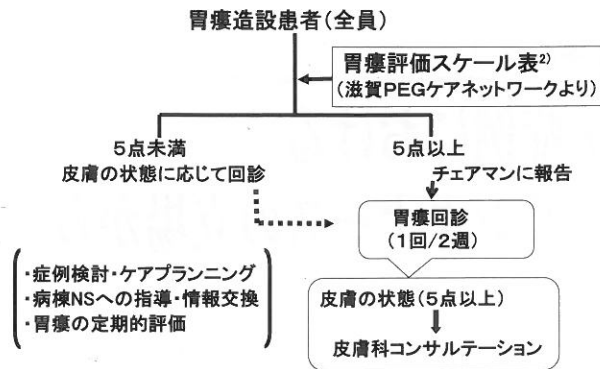 胃瘻造設患者(全員)
胃瘻評価スケール表2)
(滋賀PEGケアネットワークより)
5点未満
皮膚の状態に応じて回診
5点以上
チェアマンに報告
胃瘻回診
(1回/2週)
・症例検討・ケアプランニング
・病棟NSへの指導・情報交換
・胃瘻の定期的評価
皮膚の状態(5点以上)
皮膚科コンサルテーション